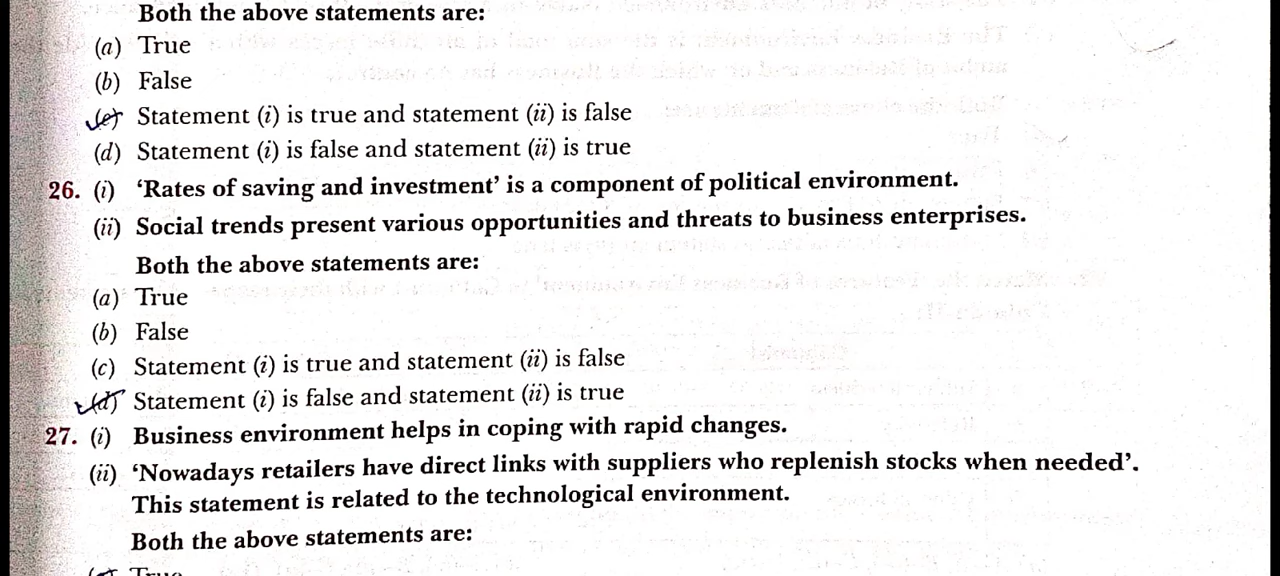 Both the above statements are:
(a) True
(b) False
(c) Statement (i) is true and statement (ii) is false
(d) Statement (i) is false and statement (ii) is true
26. (i) ‘Rates of saving and investment’ is a component of political environment.
(ii) Social trends present various opportunities and threats to business enterprises.
Both the above statements are:
(a) True
(b) False
(c) Statement (i) is true and statement (ii) is false
(d) Statement (i) is false and statement (ii) is true
27. (i) Business environment helps in coping with rapid changes.
(ii) ‘Nowadays retailers have direct links with suppliers who replenish stocks when needed’.
This statement is related to the technological environment.
Both the above statements are:
True